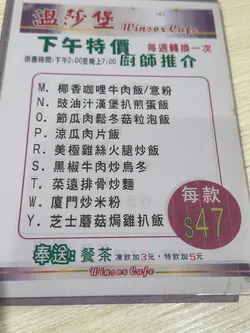 溫莎堡 Winsor Cafe
下午特價 每週轉換一次
供應時間:下午2:00至晚上7:00 廚師推介
M. 椰香咖哩牛肉飯/意粉
N. 豉油汁漢堡扒煎蛋飯
O. 節瓜肉鬆冬菇粒泡飯
P. 涼瓜肉片飯
R. 美極雞絲火腿炒飯
S. 黑椒牛肉炒烏冬
T. 菜遠排骨炒麵
W. 廈門炒米粉
Y. 芝士蘑菇焗雞扒飯
每款
$47
奉送:餐茶 凍飲加3元,特飲加5元
Winsor Cafe